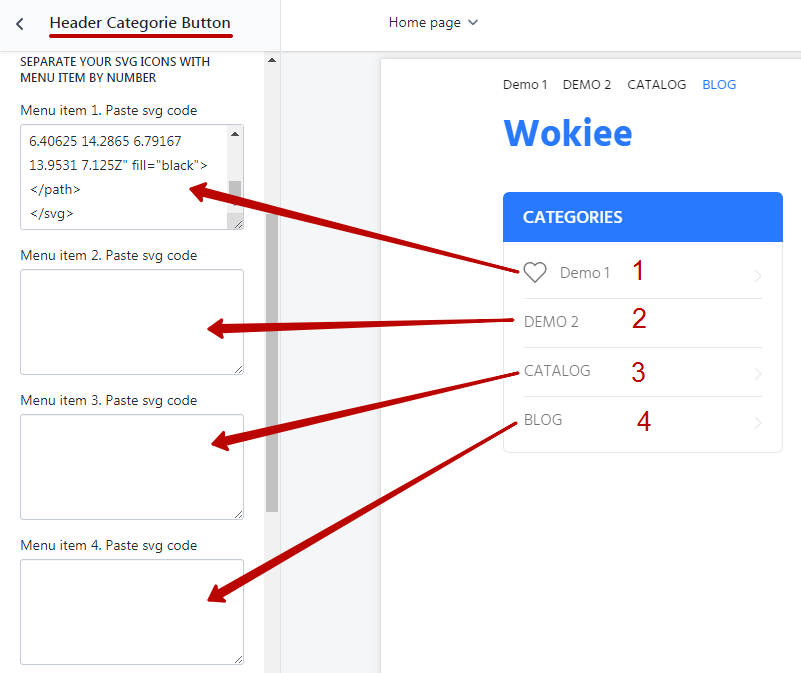 Header Categorie Button
Home page
SEPARATE YOUR SVG ICONS WITH
MENU ITEM BY NUMBER
Menu item 1. Paste svg code
6.40625 14.2865 6.79167
13.9531 7.125Z" fill="black">
</path>
</svg>
Menu item 2. Paste svg code
Menu item 3. Paste svg code
Menu item 4. Paste svg code
Demo 1 DEMO 2 CATALOG BLOG
Wokiee
CATEGORIES
Demo 1 1
DEMO 2 2
CATALOG 3
BLOG 4